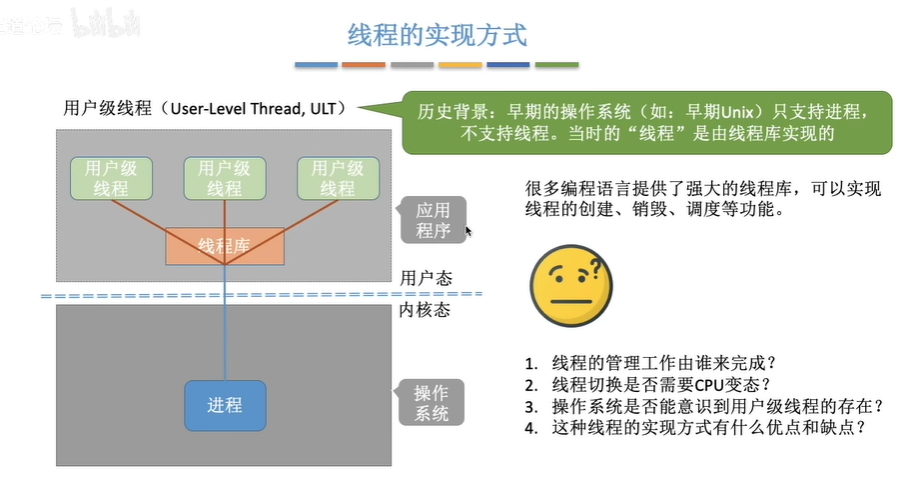 线程的实现方式
用户级线程（User-Level Thread, ULT）
历史背景：早期的操作系统（如：早期Unix）只支持进程，
不支持线程。当时的“线程”是由线程库实现的
用户级
线程
用户级
线程
用户级
线程
线程库
应用
程序
用户态
内核态
进程
操作
系统
很多编程语言提供了强大的线程库，可以实现
线程的创建、销毁、调度等功能。
?
1. 线程的管理工作由谁来完成？
2. 线程切换是否需要CPU变态？
3. 操作系统是否能意识到用户级线程的存在？
4. 这种线程的实现方式有什么优点和缺点？